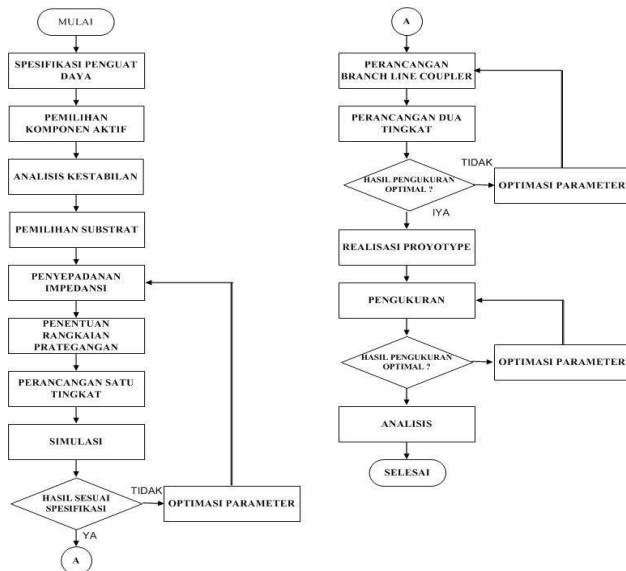 MULAI
SPESIFIKASI PENGUAT
DAYA
PEMILIHAN
KOMPONEN AKTIF
ANALISIS KESTABILAN
PEMILIHAN SUBSTRAT
PENYEPADANAN
IMPEDANSI
PENENTUAN
RANGKAIAN
PRATEGANGAN
PERANCANGAN SATU
TINGKAT
SIMULASI
HASIL SESUAI
SPESIFIKASI
TIDAK
OPTIMASI PARAMETER
YA
A
A
PERANCANGAN
BRANCH LINE COUPLER
PERANCANGAN DUA
TINGKAT
HASIL PENGUKURAN
OPTIMAL ?
TIDAK
OPTIMASI PARAMETER
IYA
REALISASI PROYOTYPE
PENGUKURAN
HASIL PENGUKURAN
OPTIMAL ?
OPTIMASI PARAMETER
ANALISIS
SELESAI